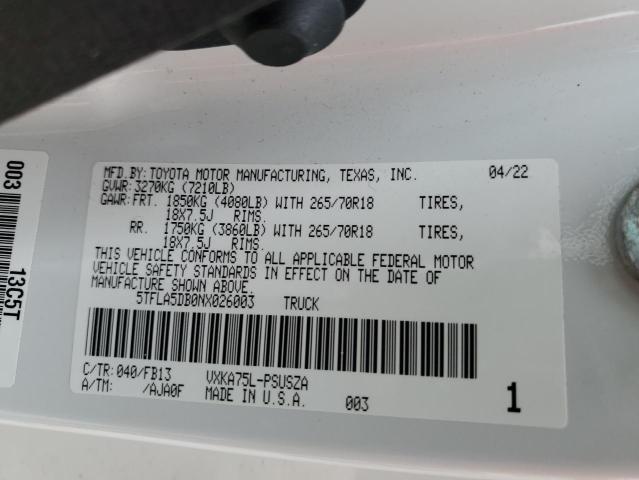 MFD.BY:TOYOTA MOTOR MANUFACTURING, TEXAS, INC. 04/22
GVWR:3270KG (7210LB)
GAWR:FRT. 1850KG (4080LB) WITH 265/70R18 TIRES,
18X7.5J RIMS.
RR. 1750KG (3860LB) WITH 265/70R18 TIRES,
18X7.5J RIMS.
THIS VEHICLE CONFORMS TO ALL APPLICABLE FEDERAL MOTOR
VEHICLE SAFETY STANDARDS IN EFFECT ON THE DATE OF
MANUFACTURE SHOWN ABOVE.
5TFLA5DB0NX026003 TRUCK
C/TR:040/FB13 VXKA75L-PSUSZA
A/TM: /AJA0F MADE IN U.S.A. 003 1
003 13C5T